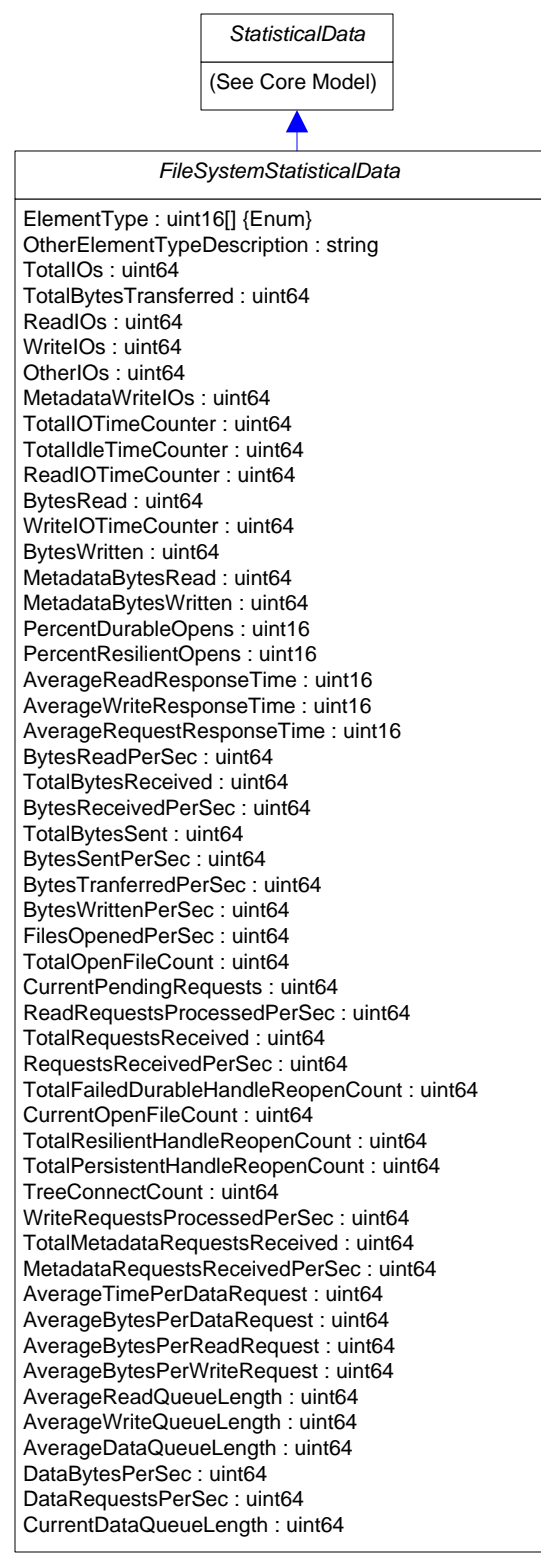 StatisticalData
(See Core Model)
FileSystemStatisticalData
ElementType : uint16[] {Enum}
OtherElementTypeDescription : string
TotalIOs : uint64
TotalBytesTransferred : uint64
ReadIOs : uint64
WriteIOs : uint64
OtherIOs : uint64
MetadataWriteIOs : uint64
TotalIOTimeCounter : uint64
TotalIdleTimeCounter : uint64
ReadIOTimeCounter : uint64
BytesRead : uint64
WriteIOTimeCounter : uint64
BytesWritten : uint64
MetadataBytesRead : uint64
MetadataBytesWritten : uint64
PercentDurableOpens : uint16
PercentResilientOpens : uint16
AverageReadResponseTime : uint16
AverageWriteResponseTime : uint16
AverageRequestResponseTime : uint16
BytesReadPerSec : uint64
TotalBytesReceived : uint64
BytesReceivedPerSec : uint64
TotalBytesSent : uint64
BytesSentPerSec : uint64
BytesTranferredPerSec : uint64
BytesWrittenPerSec : uint64
FilesOpenedPerSec : uint64
TotalOpenFileCount : uint64
CurrentPendingRequests : uint64
ReadRequestsProcessedPerSec : uint64
TotalRequestsReceived : uint64
RequestsReceivedPerSec : uint64
TotalFailedDurableHandleReopenCount : uint64
CurrentOpenFileCount : uint64
TotalResilientHandleReopenCount : uint64
TotalPersistentHandleReopenCount : uint64
TreeConnectCount : uint64
WriteRequestsProcessedPerSec : uint64
TotalMetadataRequestsReceived : uint64
MetadataRequestsReceivedPerSec : uint64
AverageTimePerDataRequest : uint64
AverageBytesPerDataRequest : uint64
AverageBytesPerReadRequest : uint64
AverageBytesPerWriteRequest : uint64
AverageReadQueueLength : uint64
AverageWriteQueueLength : uint64
AverageDataQueueLength : uint64
DataBytesPerSec : uint64
DataRequestsPerSec : uint64
CurrentDataQueueLength : uint64